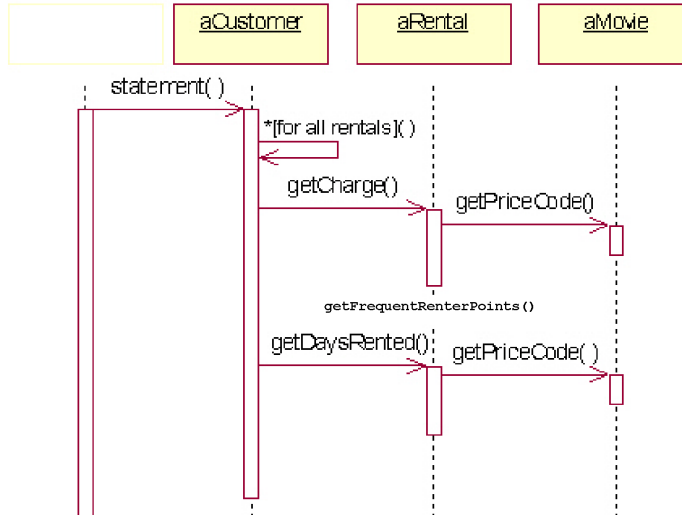 aCustomer
aRental
aMovie
statement( )
*[for all rentals]( )
getCharge()
getPriceCode()
getFrequentRenterPoints()
getDaysRented()
getPriceCode( )